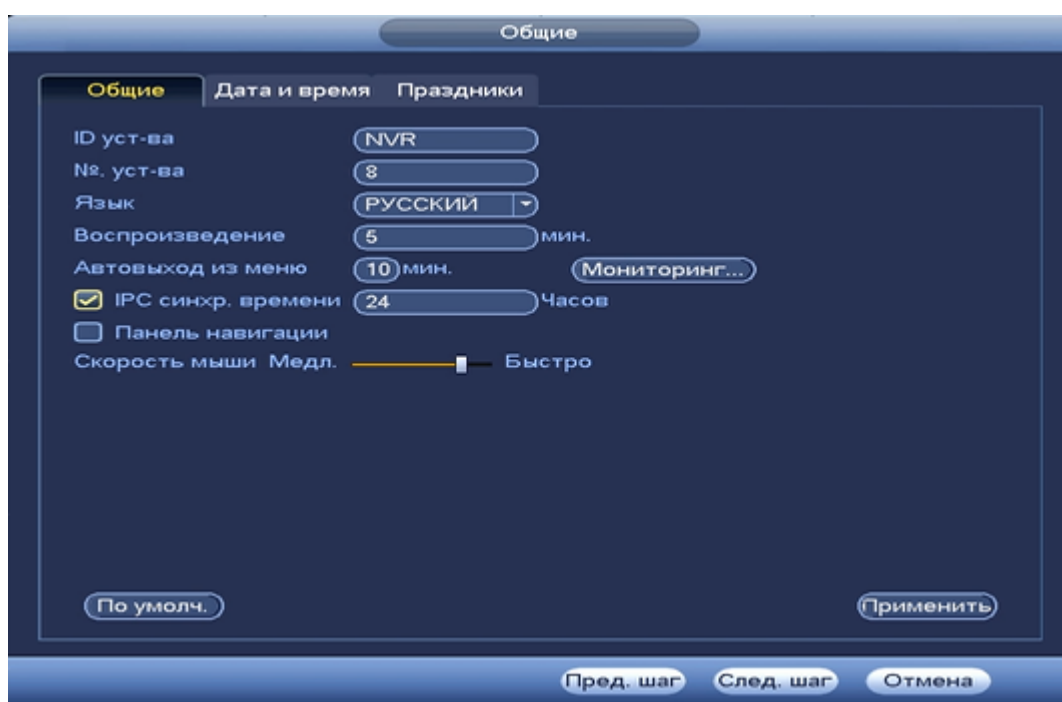 Общие
Общие Дата и время Праздники
ID уст-ва NVR
№. уст-ва 8
Язык РУССКИЙ
Воспроизведение 5 мин.
Автовыход из меню 10 мин. Мониторинг...
IPC синхр. времени 24 Часов
Панель навигации
Скорость мыши Медл. Быстро
По умолч. Применить
Пред. шаг След. шаг Отмена